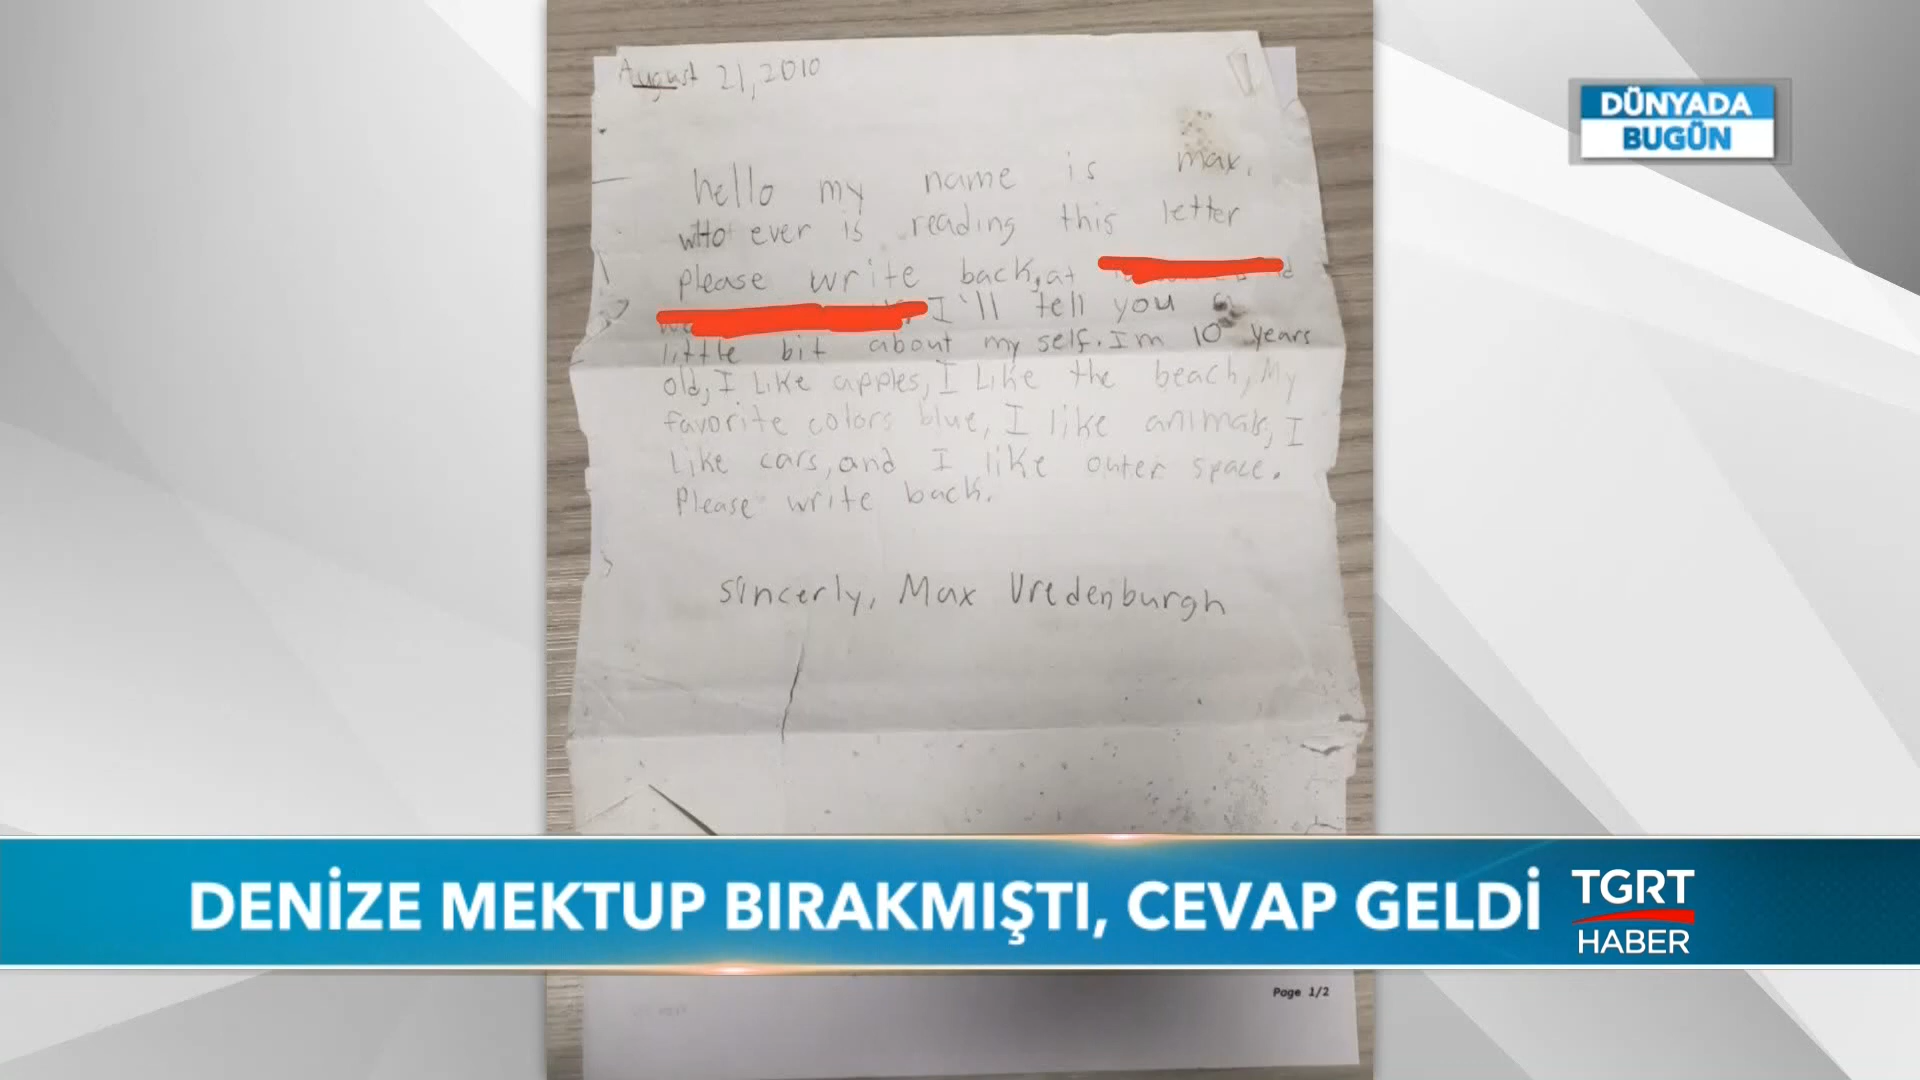 August 21, 2010
DÜNYADA
BUGÜN
hello my name is max.
who ever is reading this letter
please write back, at
I'll tell you a
little bit about my self. Im 10 years
old, I Like apples, I Like the beach, My
favorite colors blue, I like animals, I
Like cars, and I like outer space.
Please write back.
sincerly, Max Vredenburgh
DENİZE MEKTUP BIRAKMIŞTI, CEVAP GELDİ
TGRT
HABER
Page 1/2